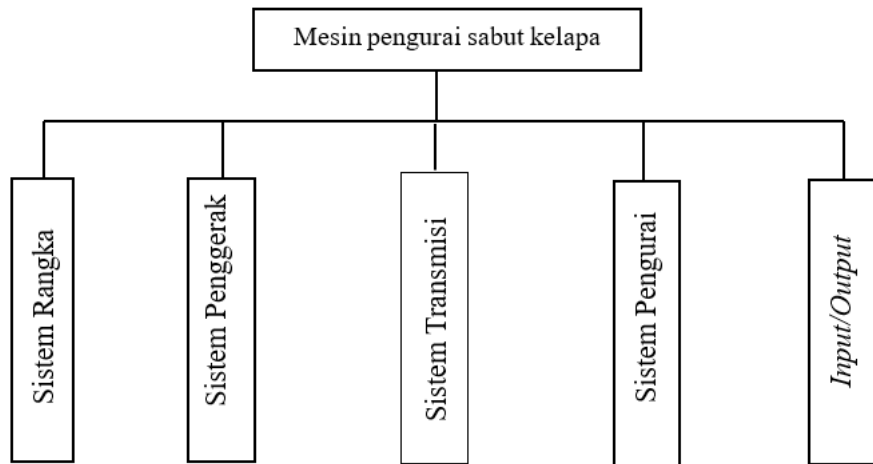 Mesin pengurai sabut kelapa
Sistem Rangka
Sistem Penggerak
Sistem Transmisi
Sistem Pengurai
Input/Output